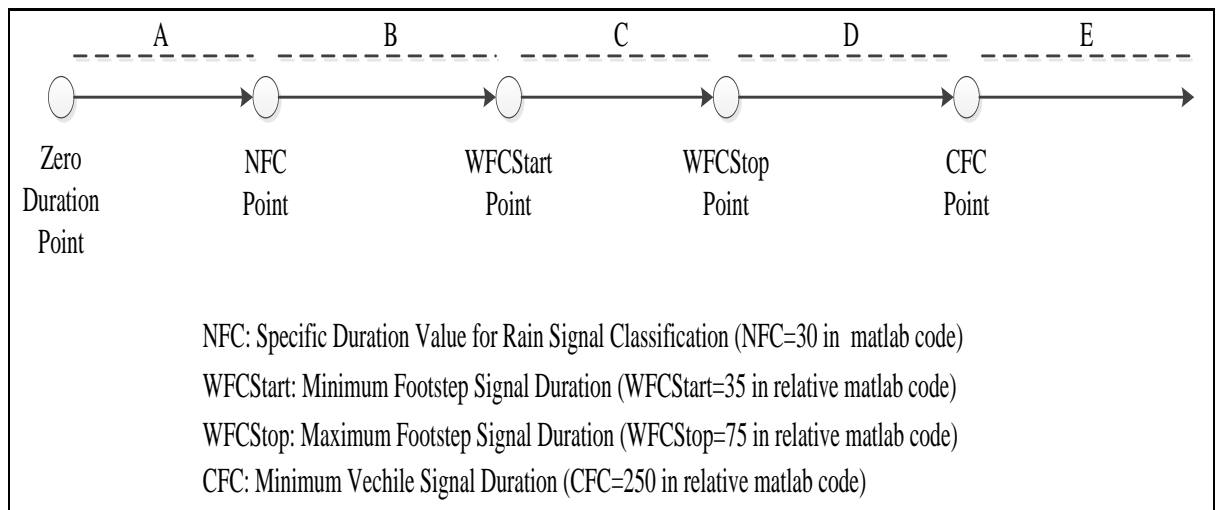 A B C D E
Zero Duration Point
NFC Point
WFCStart Point
WFCStop Point
CFC Point
NFC: Specific Duration Value for Rain Signal Classification (NFC=30 in matlab code)
WFCStart: Minimum Footstep Signal Duration (WFCStart=35 in relative matlab code)
WFCStop: Maximum Footstep Signal Duration (WFCStop=75 in relative matlab code)
CFC: Minimum Vechile Signal Duration (CFC=250 in relative matlab code)